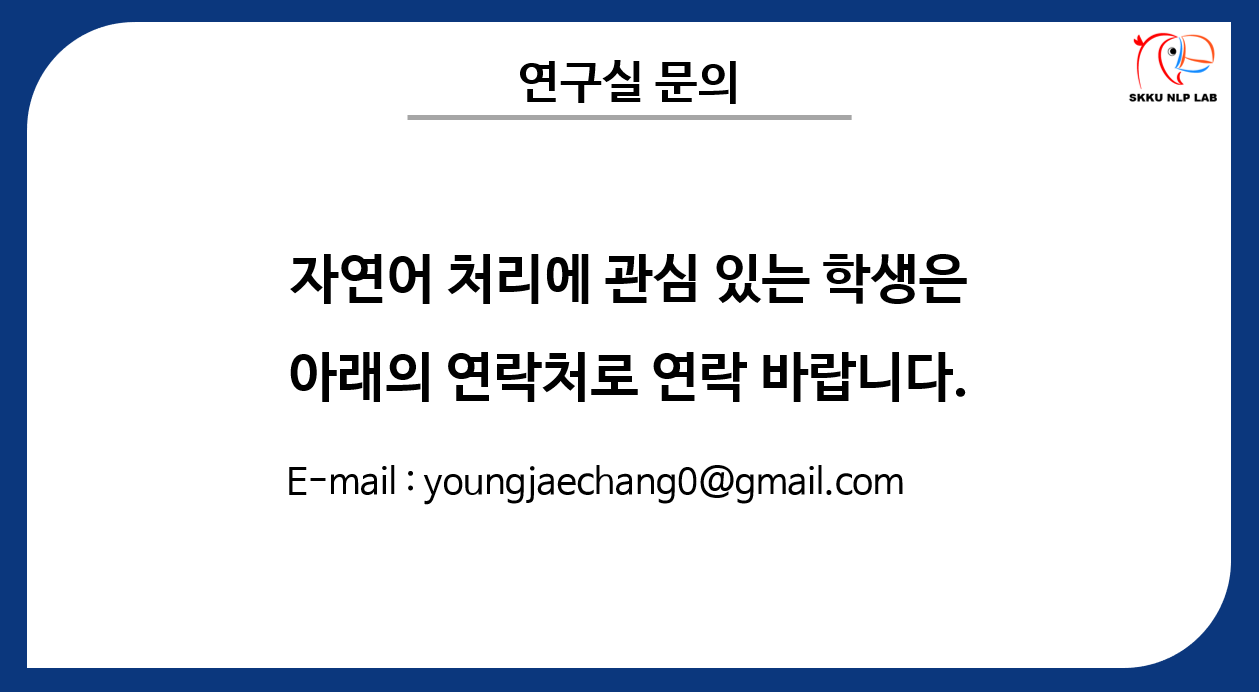 연구실 문의
SKKU NLP LAB
자연어 처리에 관심 있는 학생은
아래의 연락처로 연락 바랍니다.
E-mail : youngjaechang0@gmail.com